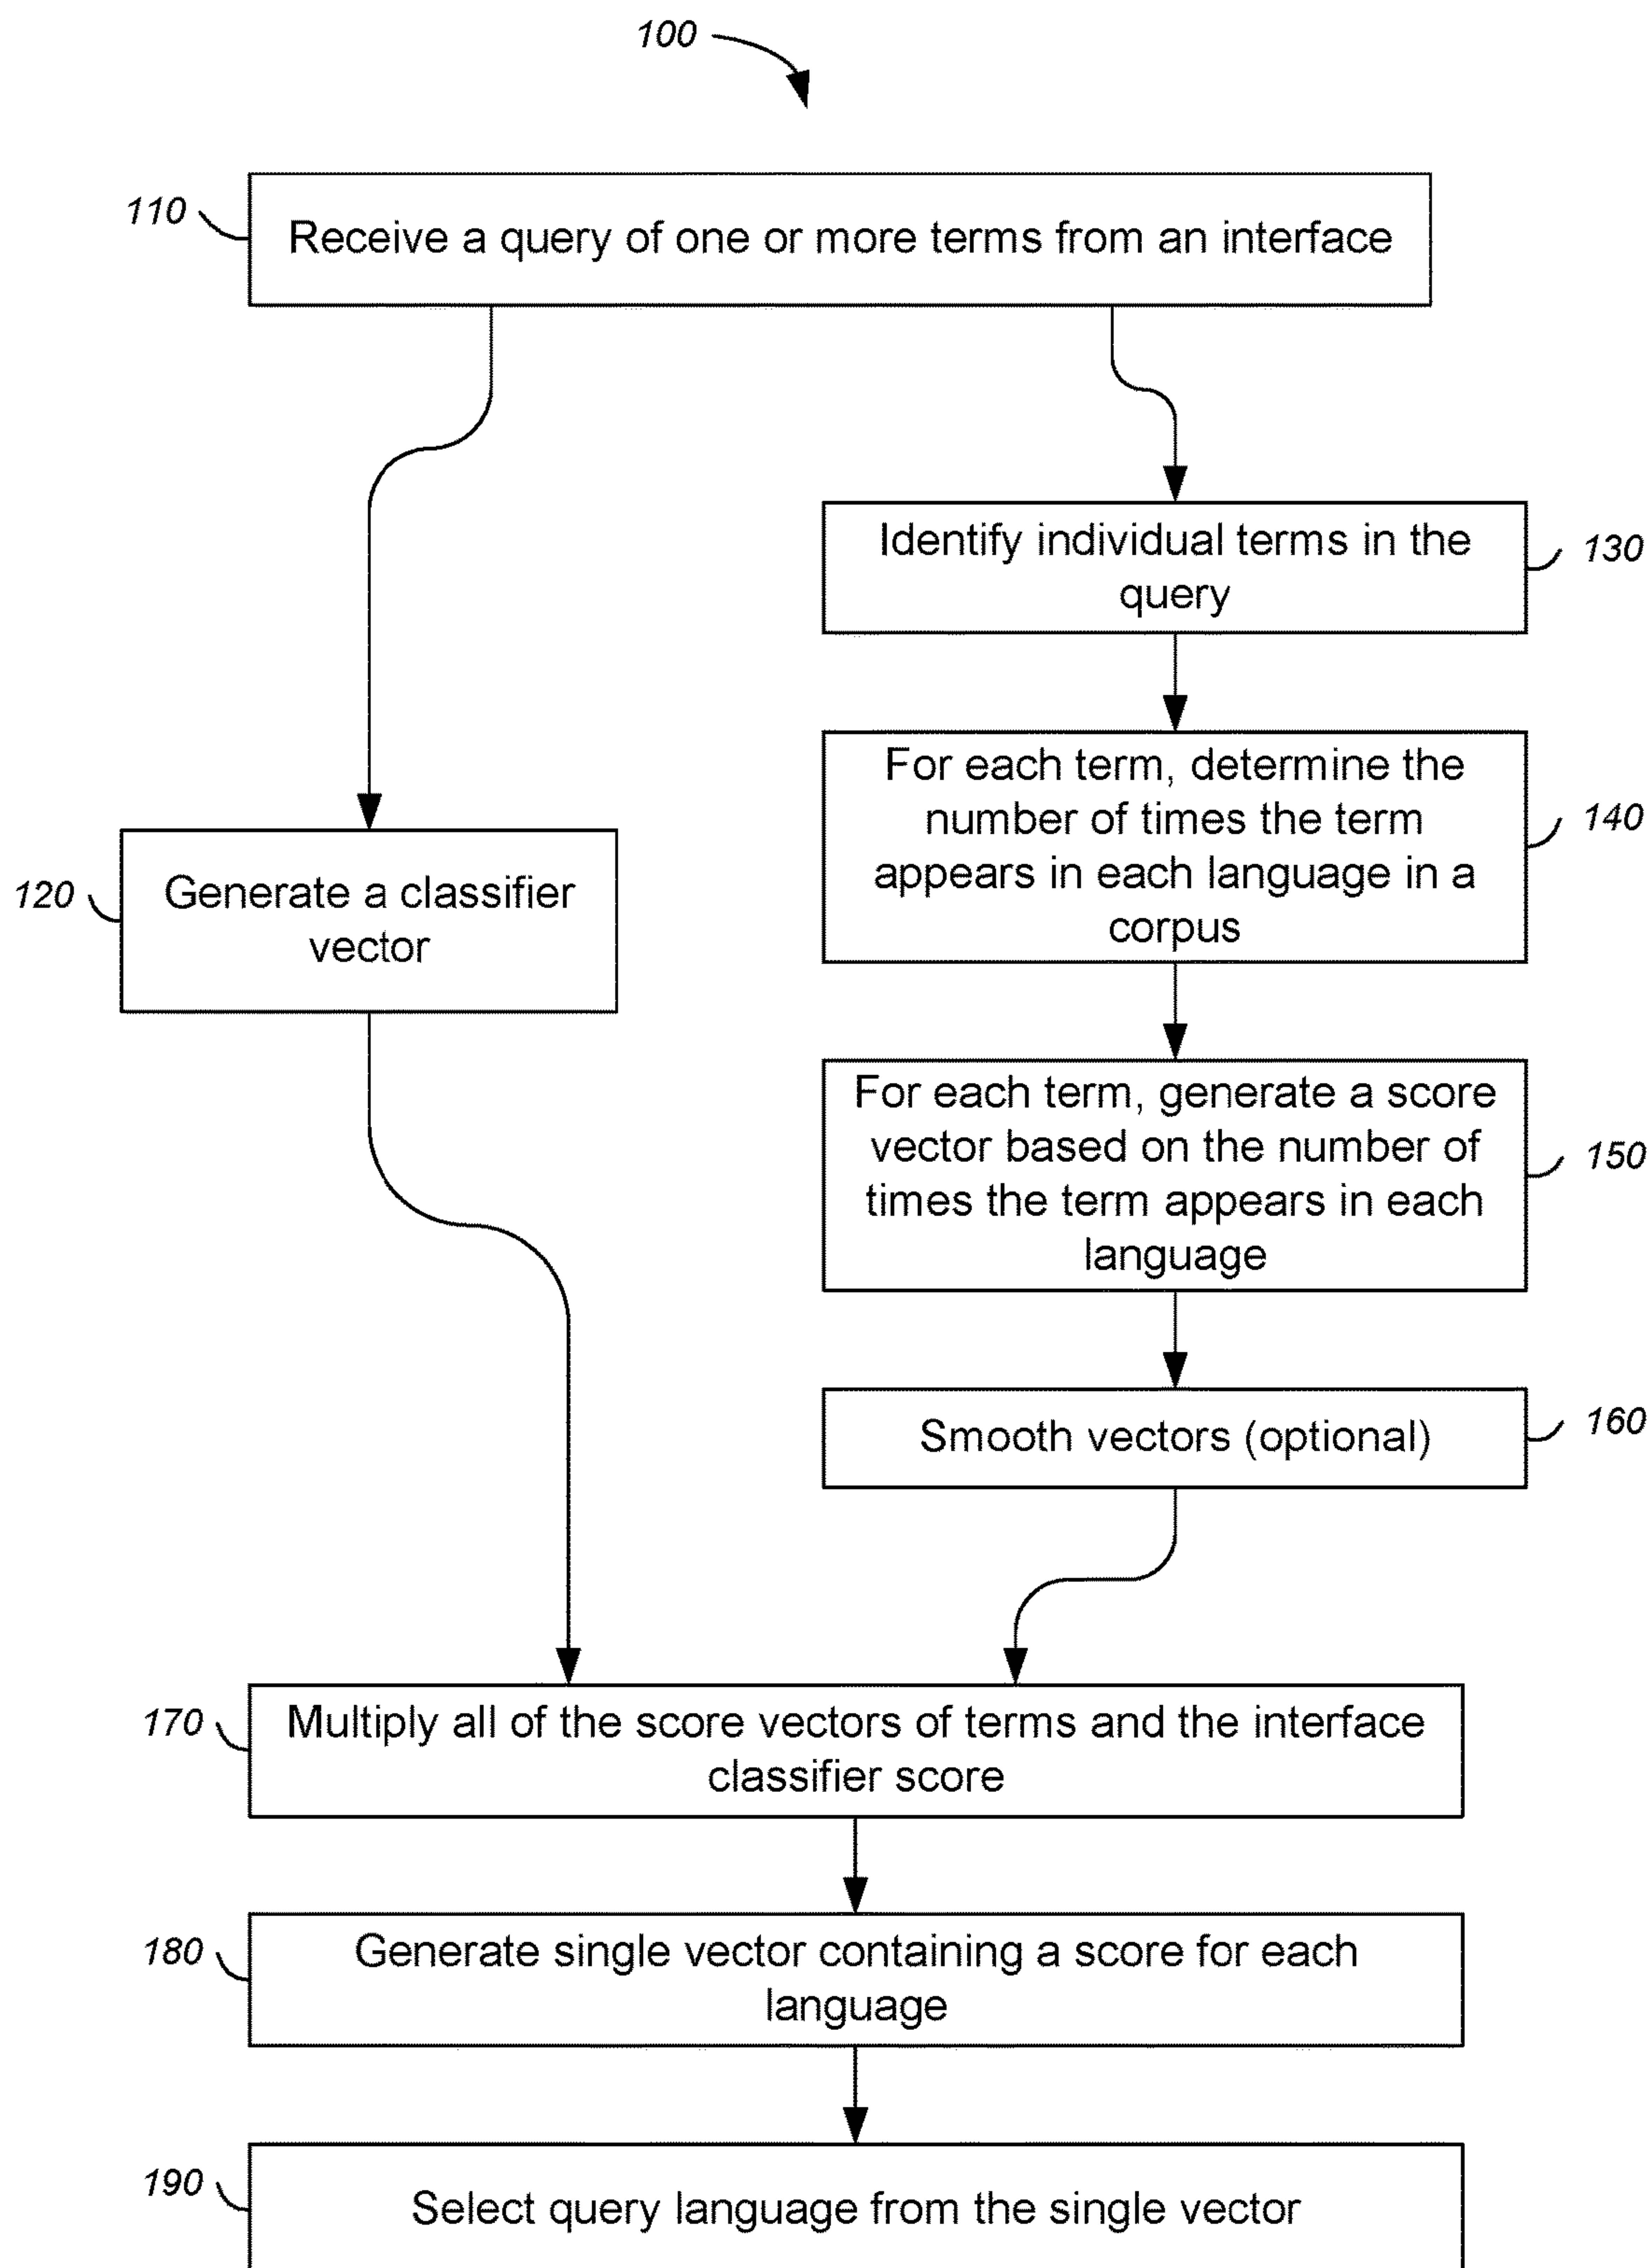 100
110
Receive a query of one or more terms from an interface
Identify individual terms in the
query
130
For each term, determine the
number of times the term
appears in each language in a
corpus
140
120
Generate a classifier
vector
For each term, generate a score
vector based on the number of
times the term appears in each
language
150
Smooth vectors (optional)
160
170
Multiply all of the score vectors of terms and the interface
classifier score
180
Generate single vector containing a score for each
language
190
Select query language from the single vector